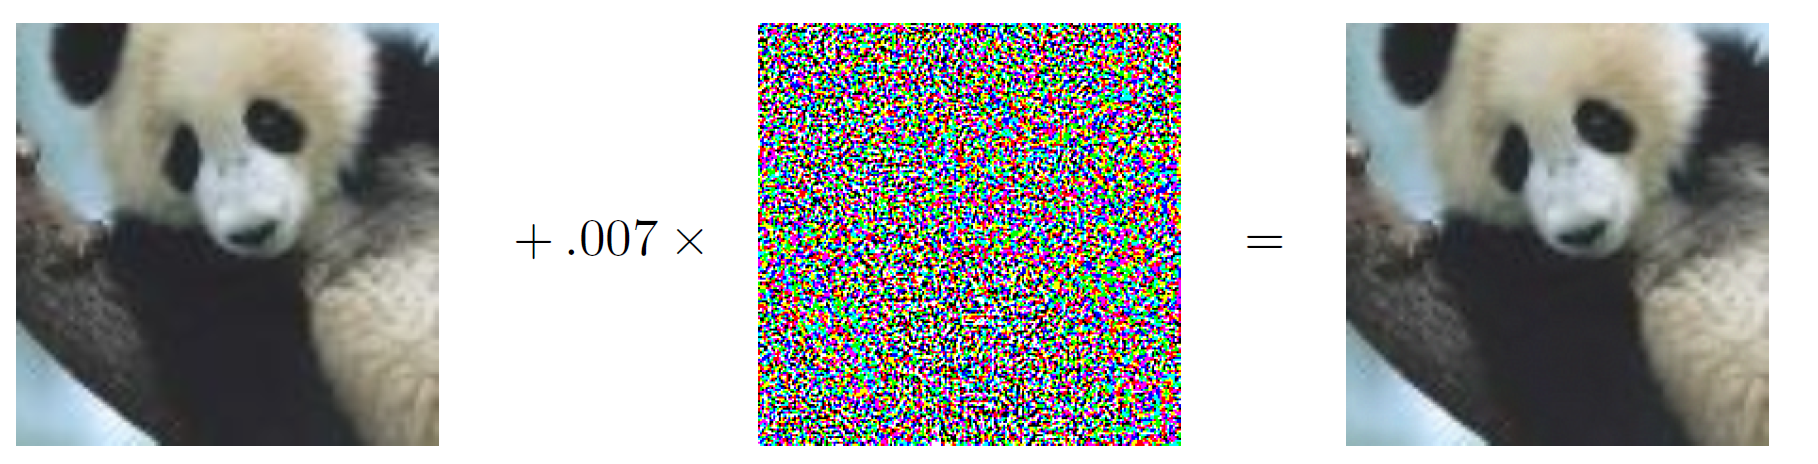 + .007 × =